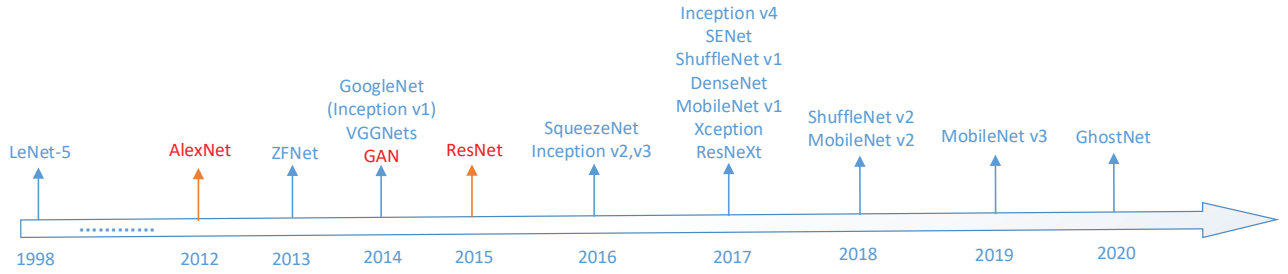 Inception v4
SENet
ShuffleNet v1
DenseNet
MobileNet v1
Xception
ResNeXt
GoogleNet
(Inception v1)
VGGNets
GAN
ShuffleNet v2
MobileNet v2
SqueezeNet
Inception v2,v3
LeNet-5
AlexNet
ZFNet
ResNet
MobileNet v3
GhostNet
1998
2012
2013
2014
2015
2016
2017
2018
2019
2020